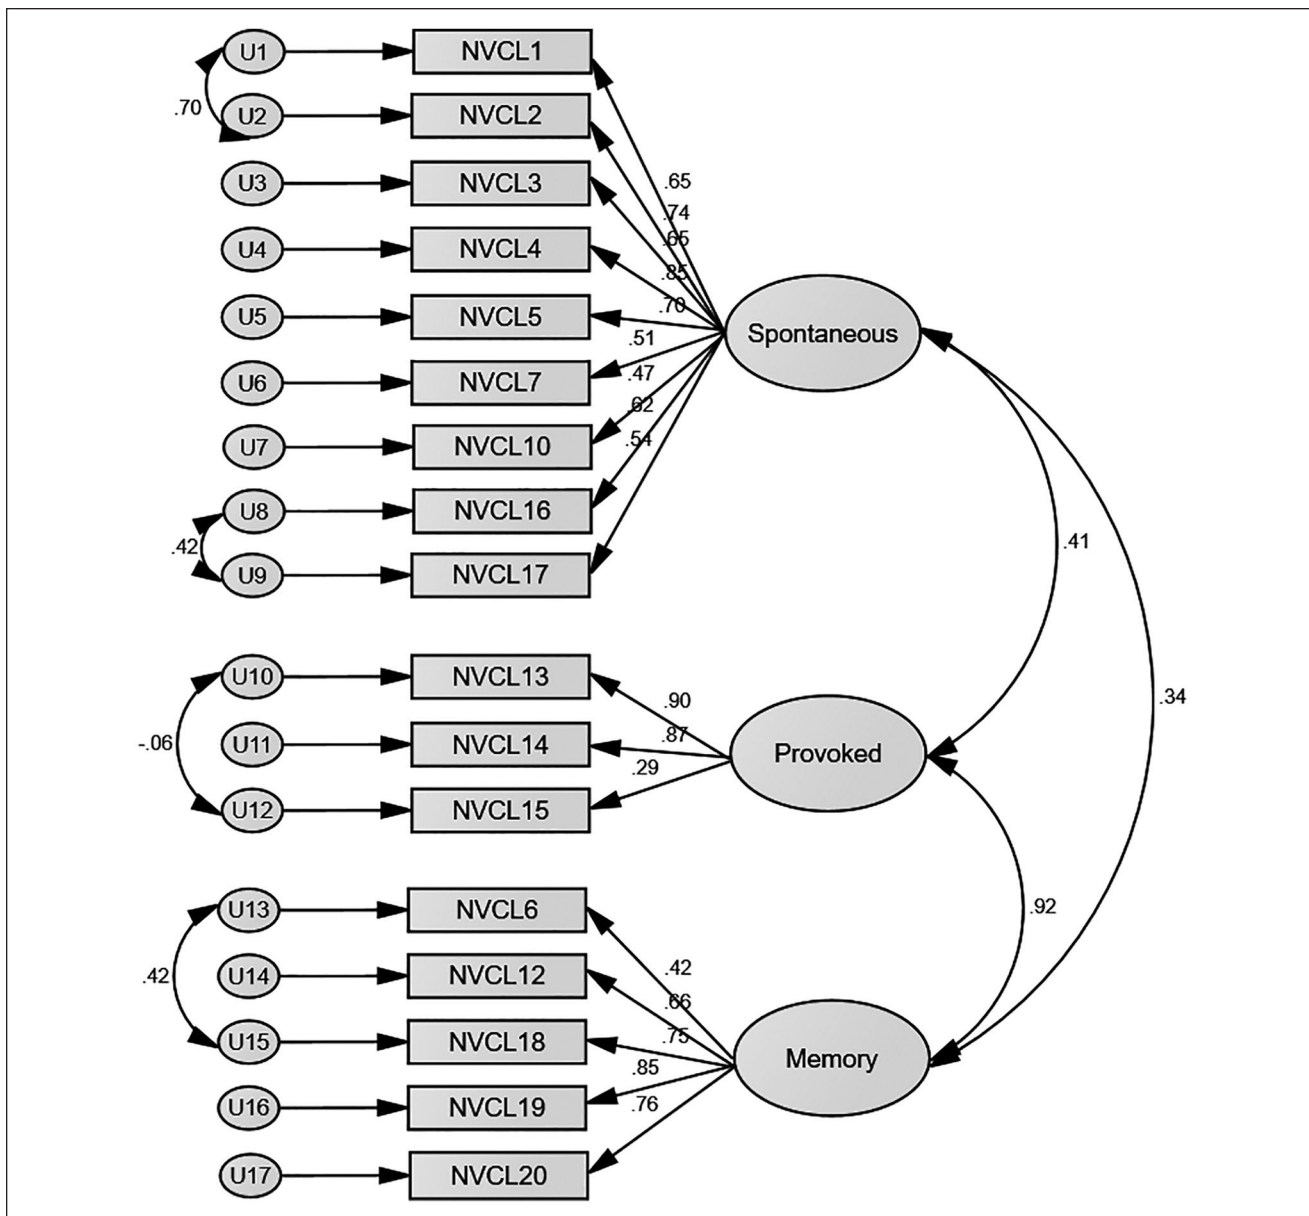 U1 NVCL1
.70
U2 NVCL2
U3 NVCL3
.65
.74
.65
U4 NVCL4
.85
.70
U5 NVCL5
Spontaneous
.51
.47
U6 NVCL7
.62
.54
U7 NVCL10
U8 NVCL16
.42
.41
U9 NVCL17
U10 NVCL13
.90
.34
-.06
U11 NVCL14
.87
Provoked
.29
U12 NVCL15
U13 NVCL6
.92
.42
U14 NVCL12
.42
.66
.75
U15 NVCL18
Memory
.85
.76
U16 NVCL19
U17 NVCL20